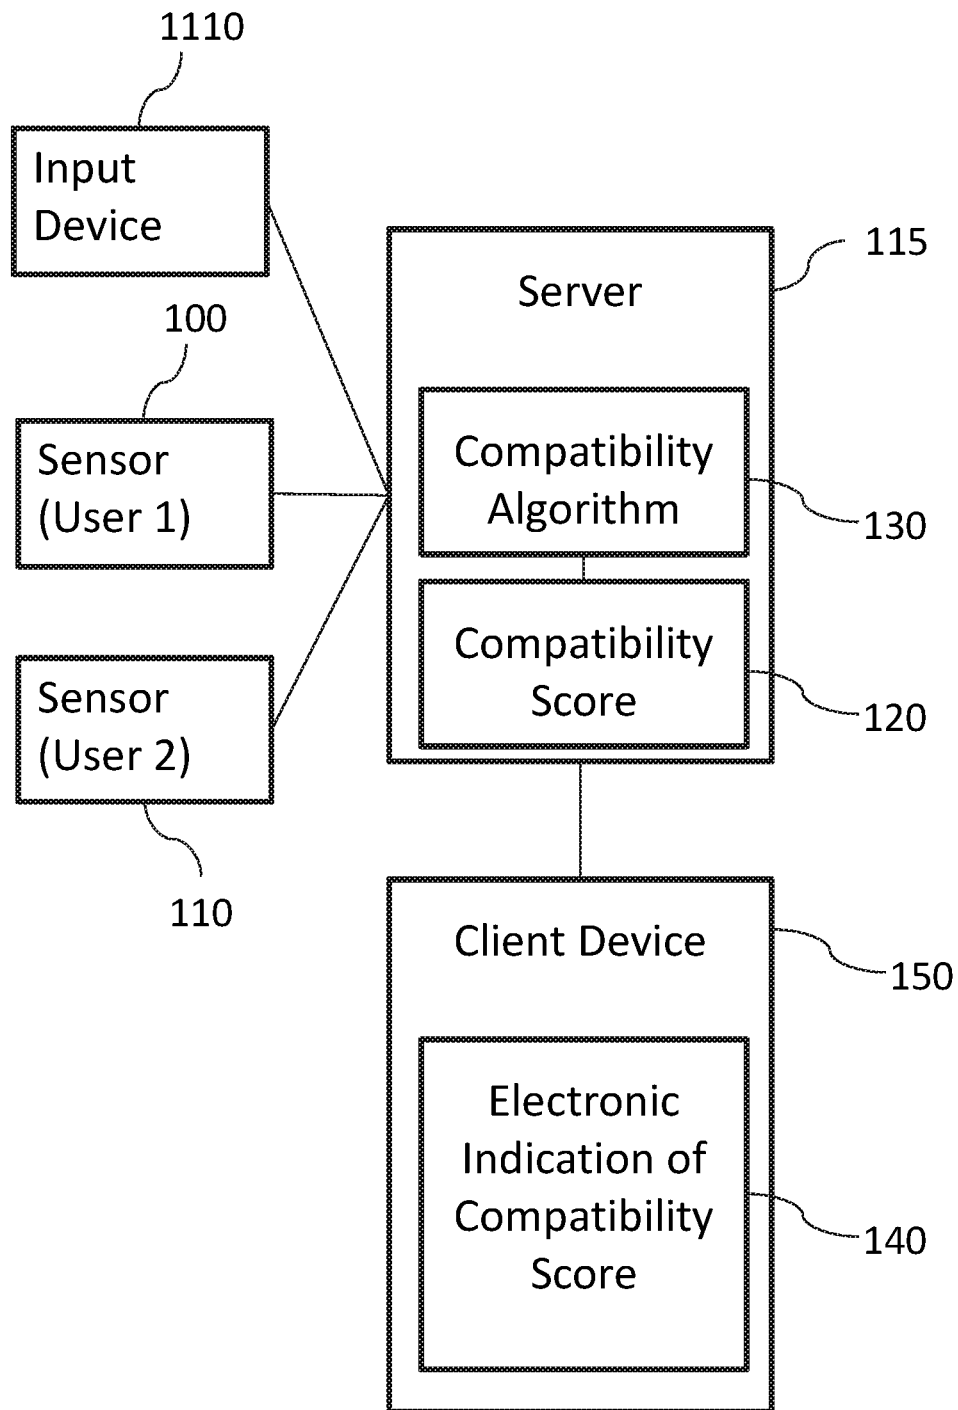 1110
Input
Device
115
Server
100
Sensor
(User 1)
Compatibility
Algorithm
130
Compatibility
Score
120
Sensor
(User 2)
110
Client Device
150
Electronic
Indication of
Compatibility
Score
140